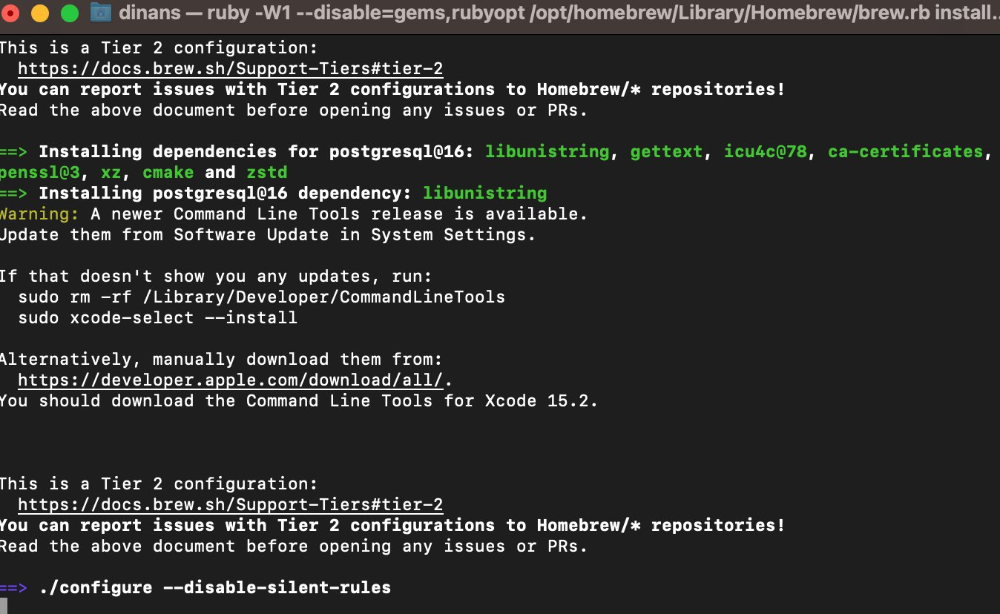 dinans — ruby -W1 --disable=gems,rubyopt /opt/homebrew/Library/Homebrew/brew.rb install...
This is a Tier 2 configuration:
https://docs.brew.sh/Support-Tiers#tier-2
You can report issues with Tier 2 configurations to Homebrew/* repositories!
Read the above document before opening any issues or PRs.
==> Installing dependencies for postgresql@16: libunistring, gettext, icu4c@78, ca-certificates,
penssl@3, xz, cmake and zstd
==> Installing postgresql@16 dependency: libunistring
Warning: A newer Command Line Tools release is available.
Update them from Software Update in System Settings.
If that doesn't show you any updates, run:
sudo rm -rf /Library/Developer/CommandLineTools
sudo xcode-select --install
Alternatively, manually download them from:
https://developer.apple.com/download/all/.
You should download the Command Line Tools for Xcode 15.2.
This is a Tier 2 configuration:
https://docs.brew.sh/Support-Tiers#tier-2
You can report issues with Tier 2 configurations to Homebrew/* repositories!
Read the above document before opening any issues or PRs.
==> ./configure --disable-silent-rules